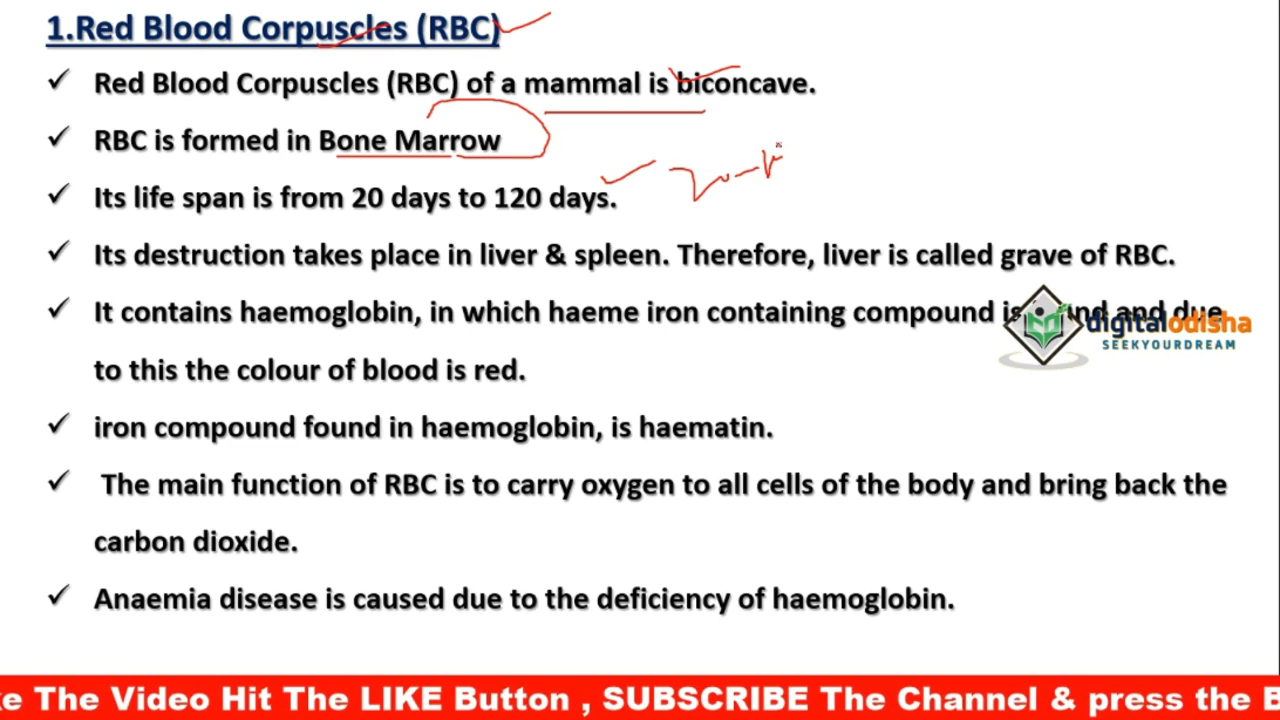 1.Red Blood Corpuscles (RBC)
✓ Red Blood Corpuscles (RBC) of a mammal is biconcave.
✓ RBC is formed in Bone Marrow
✓ Its life span is from 20 days to 120 days.
✓ Its destruction takes place in liver & spleen. Therefore, liver is called grave of RBC.
✓ It contains haemoglobin, in which haeme iron containing compound is and due
digitalodisha
SEEKYOURDREAM
to this the colour of blood is red.
✓ iron compound found in haemoglobin, is haematin.
✓ The main function of RBC is to carry oxygen to all cells of the body and bring back the
carbon dioxide.
✓ Anaemia disease is caused due to the deficiency of haemoglobin.
The Video Hit The LIKE Button , SUBSCRIBE The Channel & press the